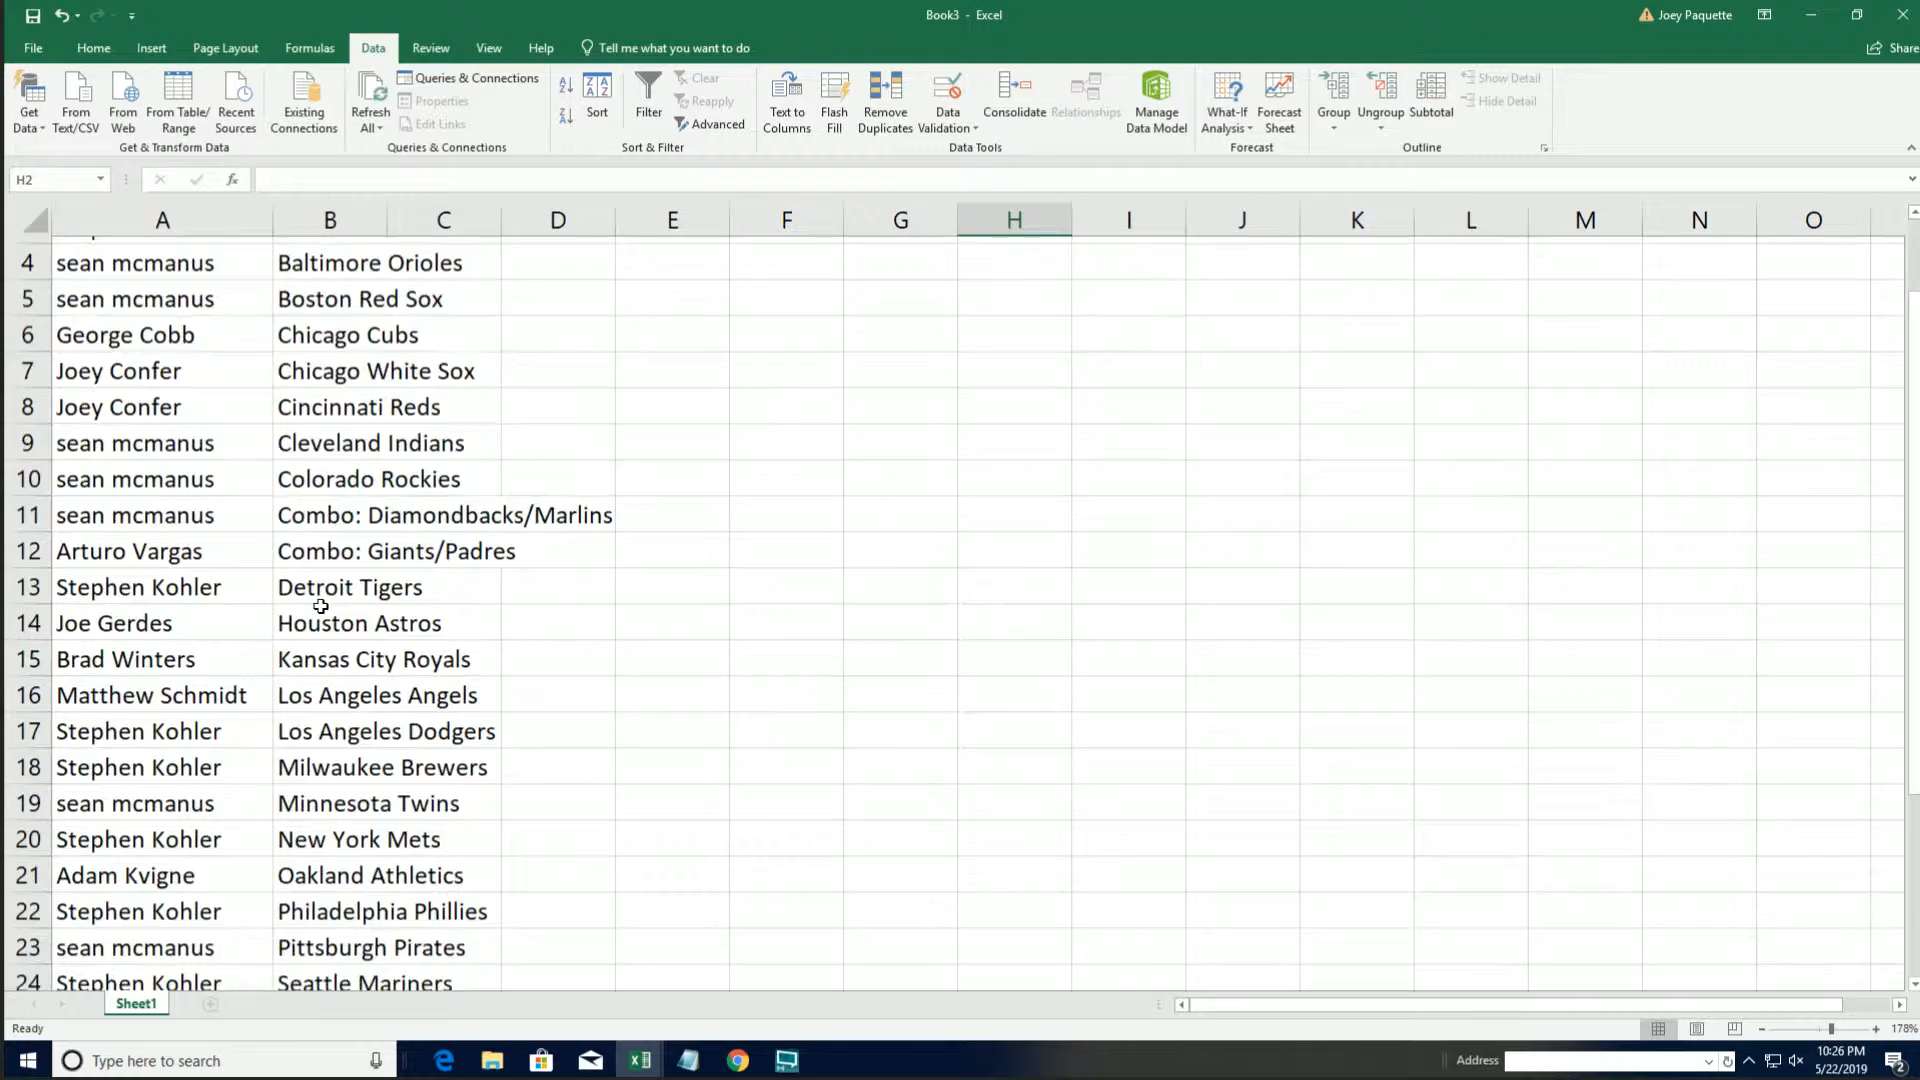 Book3 - Excel
Joey Paquette
File Home Insert Page Layout Formulas Data Review View Help Tell me what you want to do Share
Get Data
From Text/CSV
From Web
From Table/ Range
Recent Sources
Existing Connections
Get & Transform Data
Refresh All
Queries & Connections
Properties
Edit Links
Queries & Connections
Sort
Filter
Clear
Reapply
Advanced
Sort & Filter
Text to Columns
Flash Fill
Remove Duplicates
Data Validation
Consolidate
Relationships
Manage Data Model
Data Tools
What-If Analysis
Forecast Sheet
Forecast
Group
Ungroup
Subtotal
Show Detail
Hide Detail
Outline
H2 fx
A B C D E F G H I J K L M N O
4 sean mcmanus Baltimore Orioles
5 sean mcmanus Boston Red Sox
6 George Cobb Chicago Cubs
7 Joey Confer Chicago White Sox
8 Joey Confer Cincinnati Reds
9 sean mcmanus Cleveland Indians
10 sean mcmanus Colorado Rockies
11 sean mcmanus Combo: Diamondbacks/Marlins
12 Arturo Vargas Combo: Giants/Padres
13 Stephen Kohler Detroit Tigers
14 Joe Gerdes Houston Astros
15 Brad Winters Kansas City Royals
16 Matthew Schmidt Los Angeles Angels
17 Stephen Kohler Los Angeles Dodgers
18 Stephen Kohler Milwaukee Brewers
19 sean mcmanus Minnesota Twins
20 Stephen Kohler New York Mets
21 Adam Kvigne Oakland Athletics
22 Stephen Kohler Philadelphia Phillies
23 sean mcmanus Pittsburgh Pirates
24 Stephen Kohler Seattle Mariners
Sheet1
Ready 178%
Type here to search Address 10:26 PM
5/22/2019 2